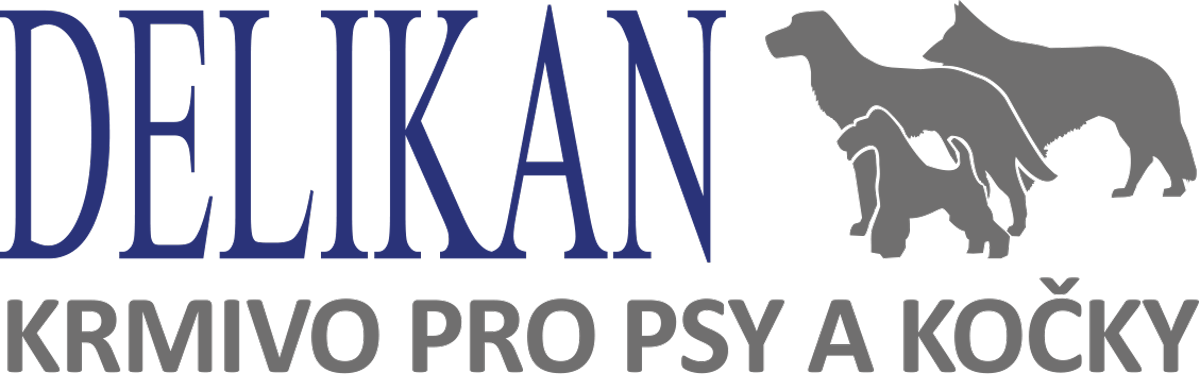 DELIKAN
KRMIVO PRO PSY A KOČKY